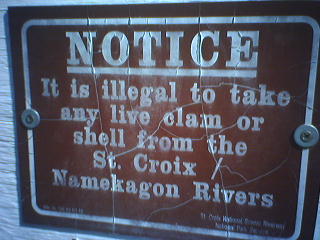 NOTICE
It is illegal to take
any live clam or
shell from the
St. Croix /
Namekagon Rivers
St. Croix National Scenic Riverway
National Park Service